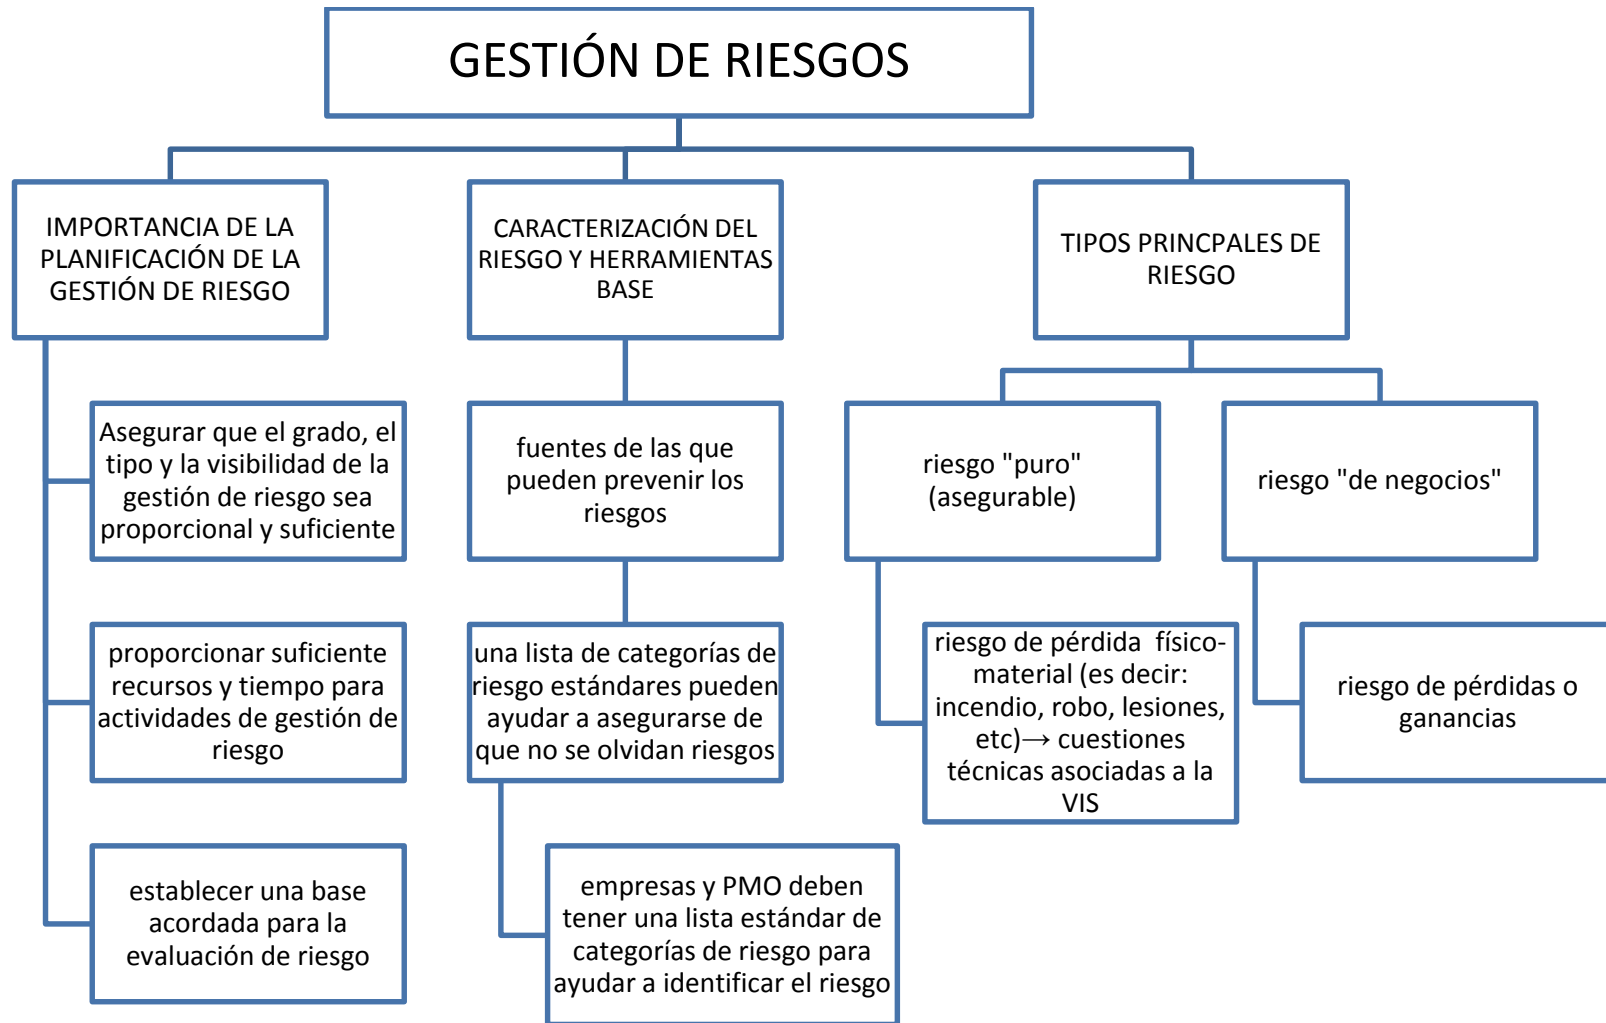 GESTIÓN DE RIESGOS
IMPORTANCIA DE LA
PLANIFICACIÓN DE LA
GESTIÓN DE RIESGO
Asegurar que el grado, el
tipo y la visibilidad de la
gestión de riesgo sea
proporcional y suficiente
proporcionar suficiente
recursos y tiempo para
actividades de gestión de
riesgo
establecer una base
acordada para la
evaluación de riesgo
CARACTERIZACIÓN DEL
RIESGO Y HERRAMIENTAS
BASE
fuentes de las que
pueden prevenir los
riesgos
una lista de categorías de
riesgo estándares pueden
ayudar a asegurarse de
que no se olvidan riesgos
empresas y PMO deben
tener una lista estándar de
categorías de riesgo para
ayudar a identificar el riesgo
TIPOS PRINCPALES DE
RIESGO
riesgo "puro"
(asegurable)
riesgo de pérdida físico-
material (es decir:
incendio, robo, lesiones,
etc)→ cuestiones
técnicas asociadas a la
VIS
riesgo "de negocios"
riesgo de pérdidas o
ganancias